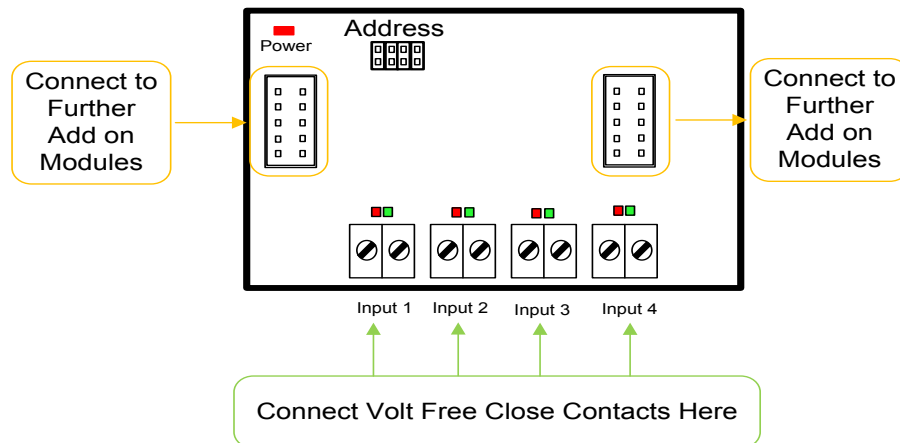 Address
Power
Connect to
Further
Add on
Modules
Connect to
Further
Add on
Modules
Input 1
Input 2
Input 3
Input 4
Connect Volt Free Close Contacts Here